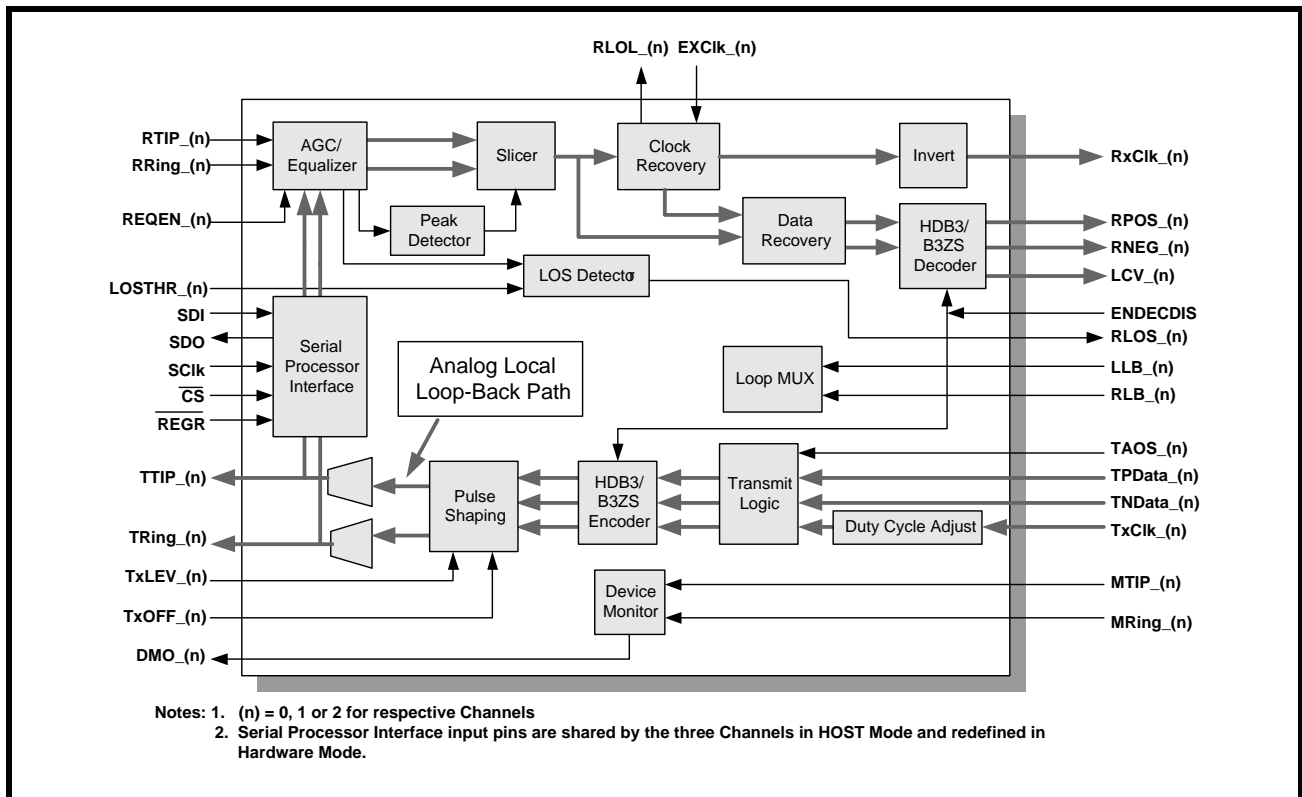 RLOL_(n) EXClk_(n)
RTIP_(n)
RRing_(n)
REQEN_(n)
LOSTHR_(n)
SDI
SDO
SClk
CS
REGR
TTIP_(n)
TRing_(n)
TxLEV_(n)
TxOFF_(n)
DMO_(n)
AGC/
Equalizer
Peak
Detector
Slicer
Clock
Recovery
Invert
Data
Recovery
HDB3/
B3ZS
Decoder
LOS Detector
Serial
Processor
Interface
Analog Local
Loop-Back Path
Loop MUX
Pulse
Shaping
HDB3/
B3ZS
Encoder
Transmit
Logic
Duty Cycle Adjust
Device
Monitor
RxClk_(n)
RPOS_(n)
RNEG_(n)
LCV_(n)
ENDECDIS
RLOS_(n)
LLB_(n)
RLB_(n)
TAOS_(n)
TPData_(n)
TNData_(n)
TxClk_(n)
MTIP_(n)
MRing_(n)
Notes: 1. (n) = 0, 1 or 2 for respective Channels
2. Serial Processor Interface input pins are shared by the three Channels in HOST Mode and redefined in
Hardware Mode.